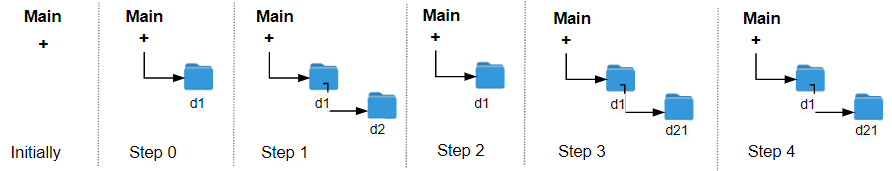 Main
+
Initially
Main
+
d1
Step 0
Main
+
d1
d2
Step 1
Main
+
d1
Step 2
Main
+
d1
d21
Step 3
Main
+
d1
d21
Step 4